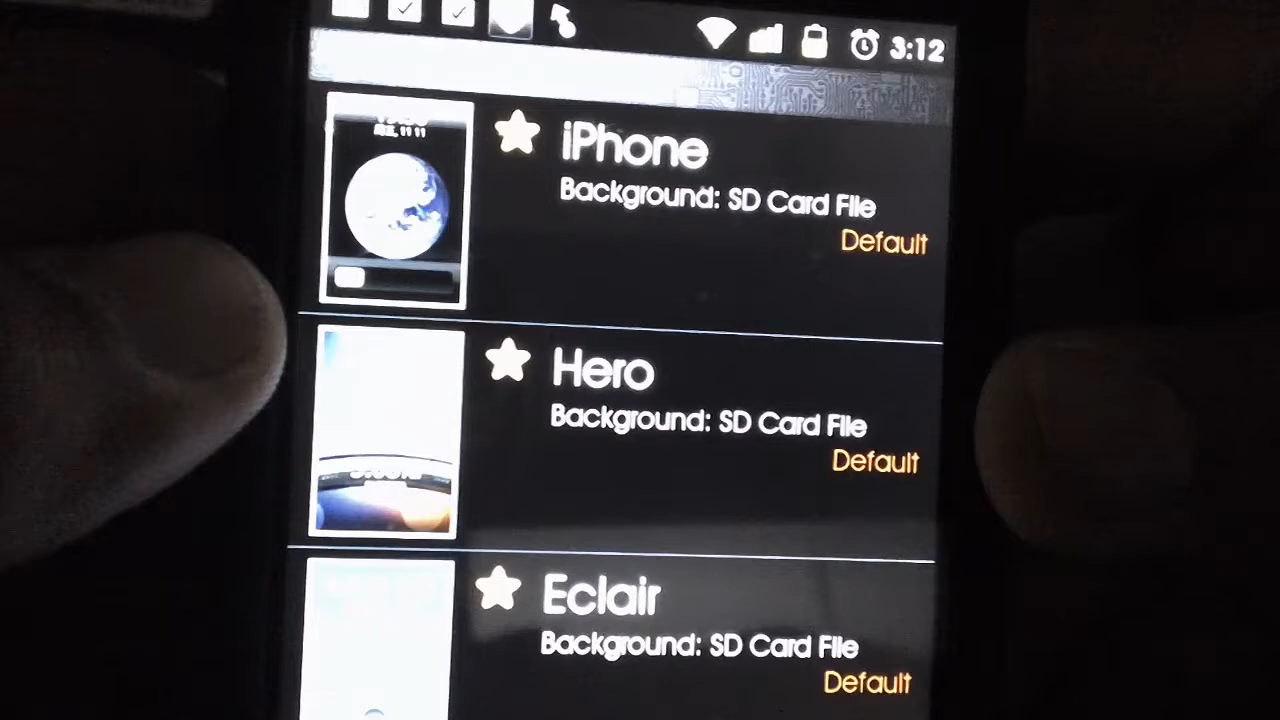 3:12
iPhone
Background: SD Card File
Default
Hero
Background: SD Card File
Default
Eclair
Background: SD Card File
Default